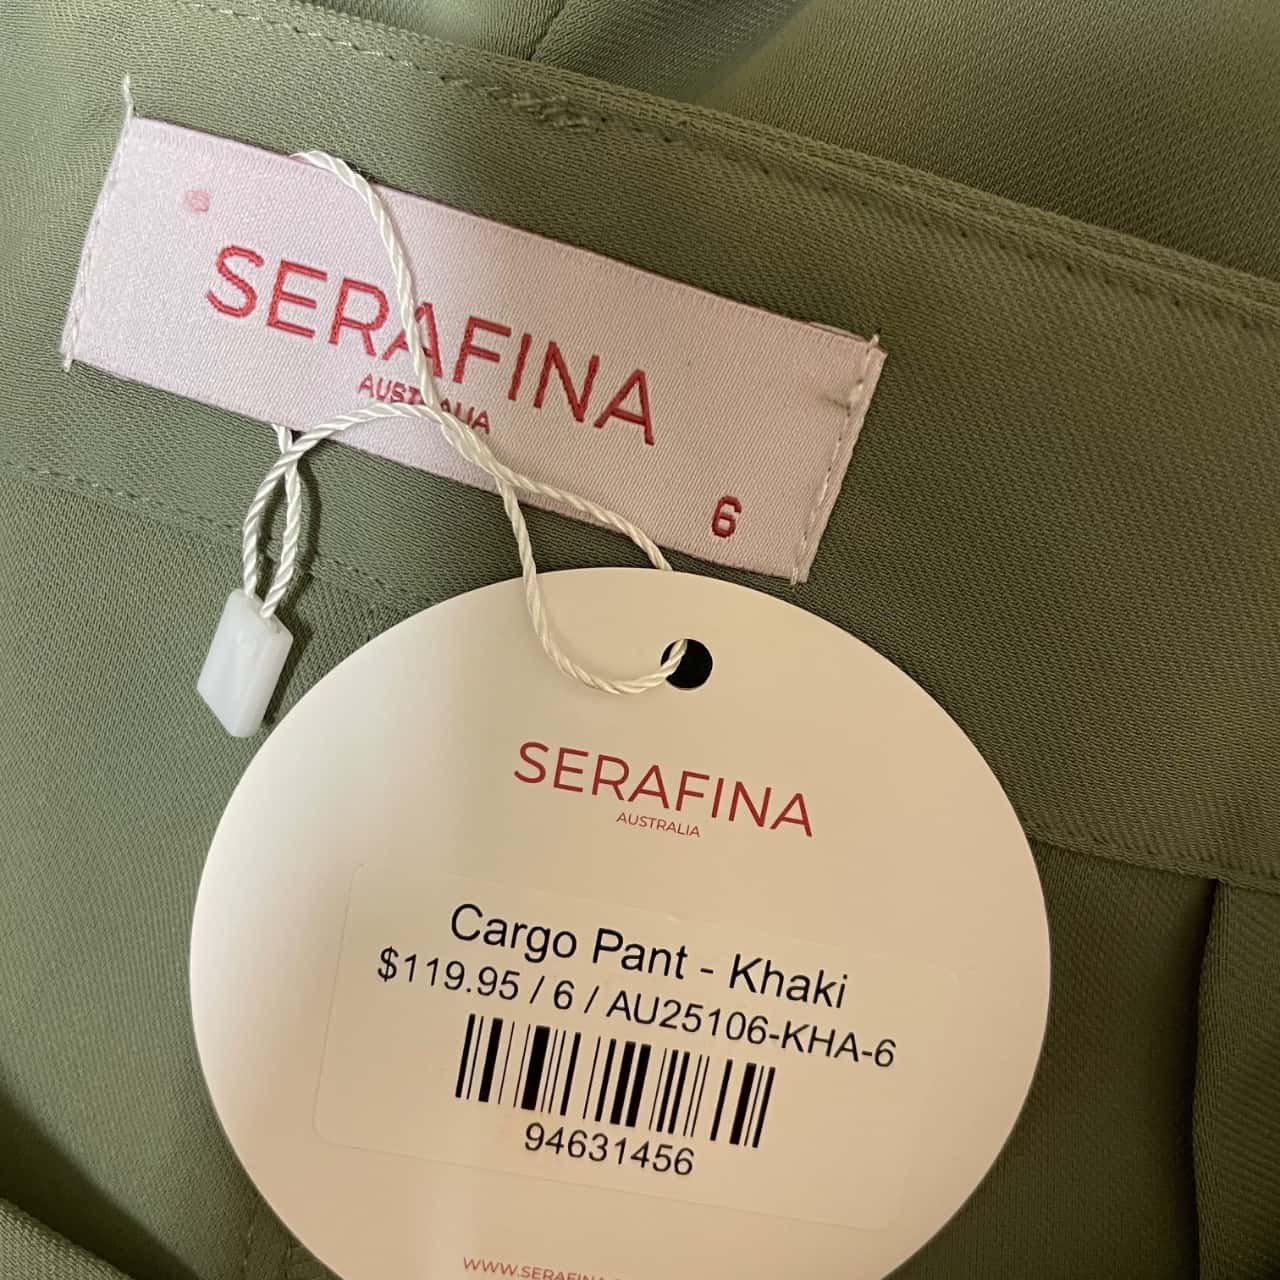 SERAFINA
AUSTRALIA
6
SERAFINA
AUSTRALIA
Cargo Pant - Khaki
$119.95 / 6 / AU25106-KHA-6
94631456
WWW.SERAFINA